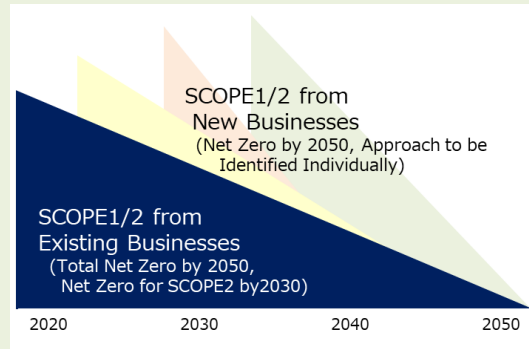 SCOPE1/2 from
New Businesses
(Net Zero by 2050, Approach to be
Identified Individually)
SCOPE1/2 from
Existing Businesses
(Total Net Zero by 2050,
Net Zero for SCOPE2 by2030)
2020 2030 2040 2050